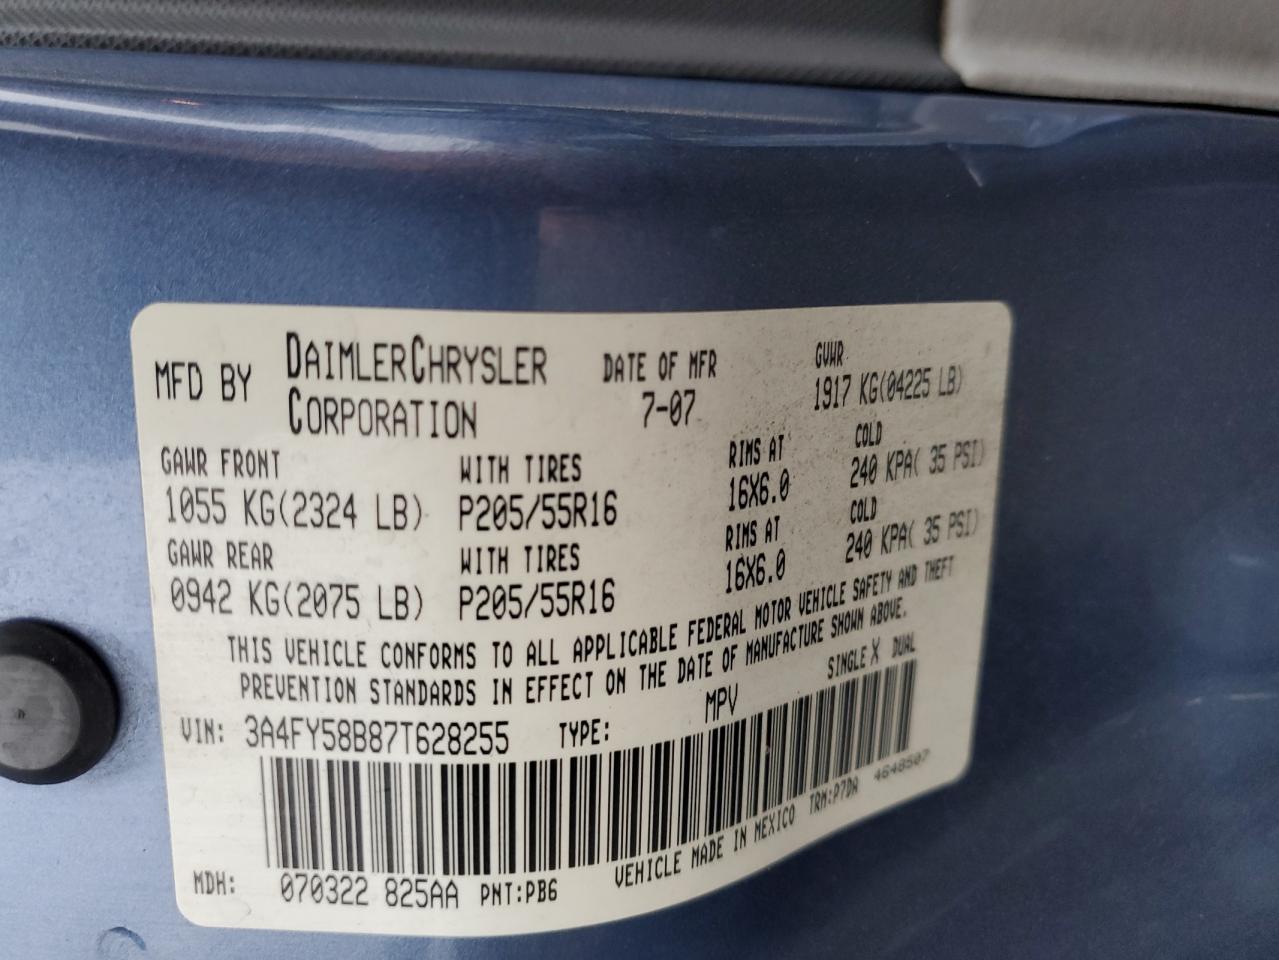 MFD BY DAIMLERCHRYSLER CORPORATION DATE OF MFR 7-07 GVWR 1917 KG(04225 LB)
GAWR FRONT WITH TIRES RIMS AT COLD
1055 KG(2324 LB) P205/55R16 16X6.0 240 KPA( 35 PSI)
GAWR REAR WITH TIRES RIMS AT COLD
0942 KG(2075 LB) P205/55R16 16X6.0 240 KPA( 35 PSI)
THIS VEHICLE CONFORMS TO ALL APPLICABLE FEDERAL MOTOR VEHICLE SAFETY AND THEFT
PREVENTION STANDARDS IN EFFECT ON THE DATE OF MANUFACTURE SHOWN ABOVE.
VIN: 3A4FY58B87T628255 TYPE: MPV SINGLE X DUAL
MDH: 070322 825AA PNT:PB6 VEHICLE MADE IN MEXICO TRM:P7DA 4648507